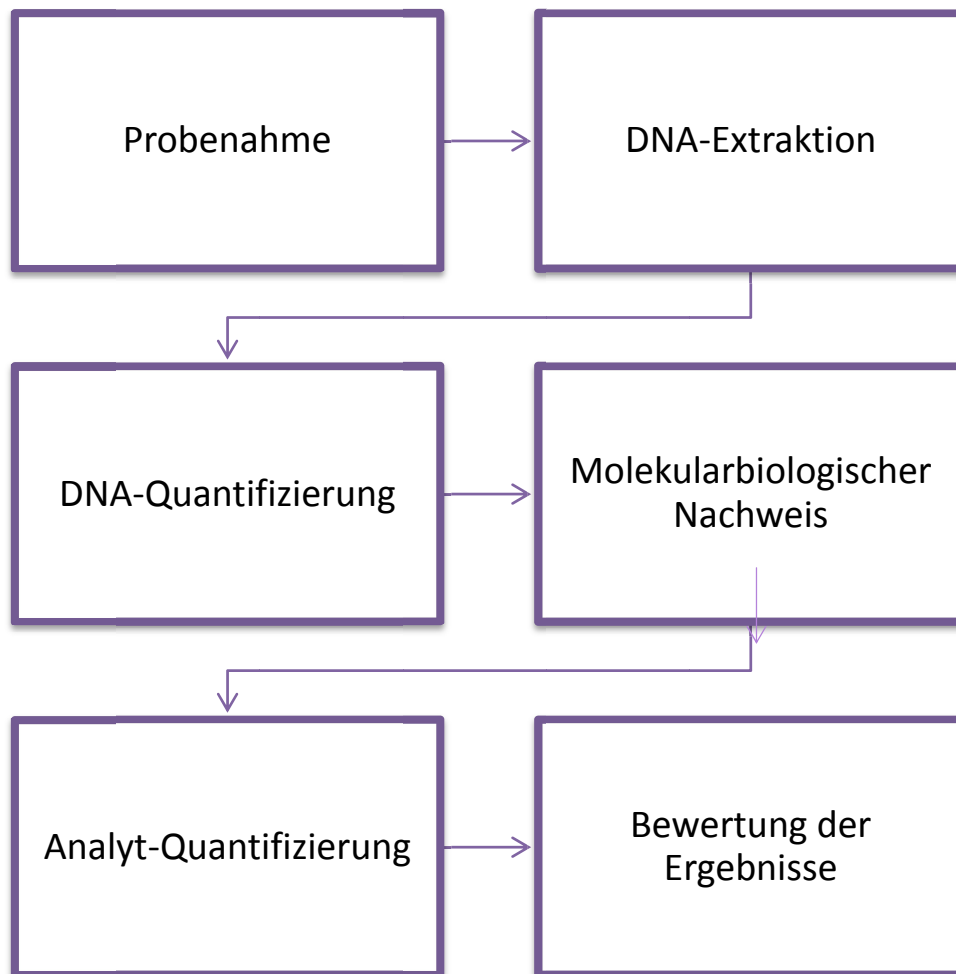 Probenahme
DNA-Extraktion
DNA-Quantifizierung
Molekularbiologischer
Nachweis
Analyt-Quantifizierung
Bewertung der
Ergebnisse